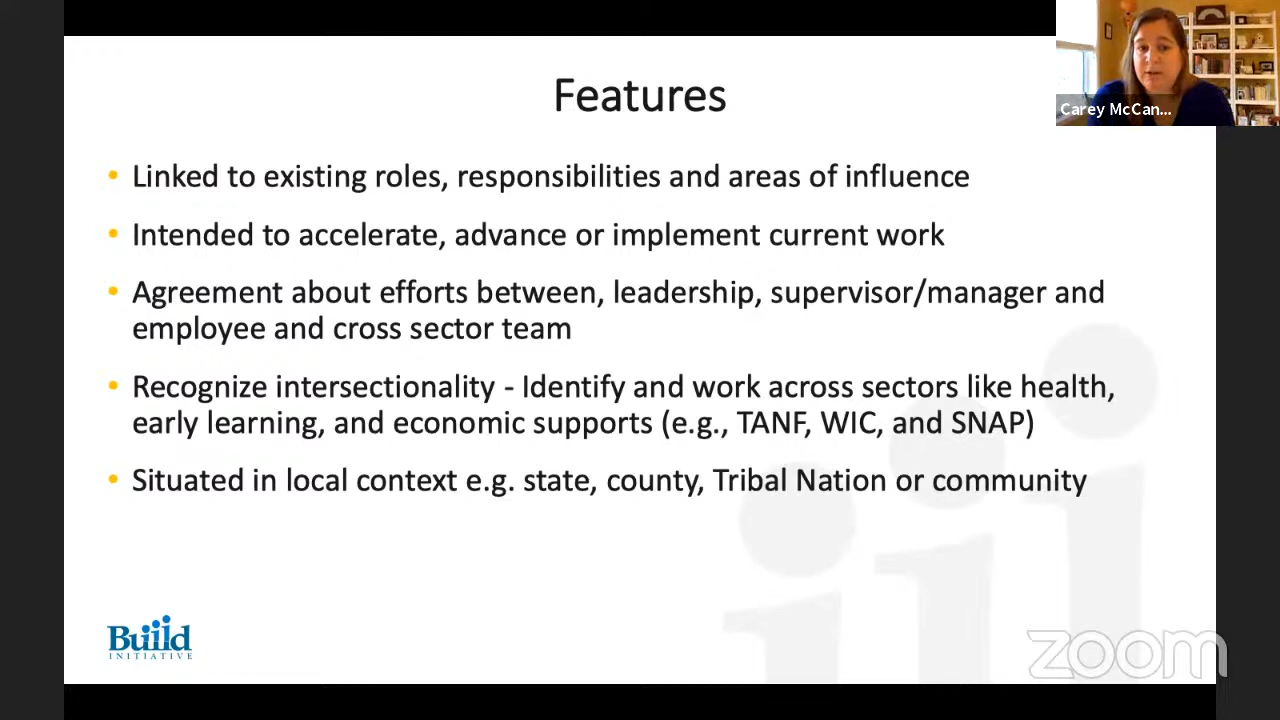 Features
Carey McCan...
• Linked to existing roles, responsibilities and areas of influence
• Intended to accelerate, advance or implement current work
• Agreement about efforts between, leadership, supervisor/manager and
employee and cross sector team
• Recognize intersectionality - Identify and work across sectors like health,
early learning, and economic supports (e.g., TANF, WIC, and SNAP)
• Situated in local context e.g. state, county, Tribal Nation or community
Build
INITIATIVE
zoom